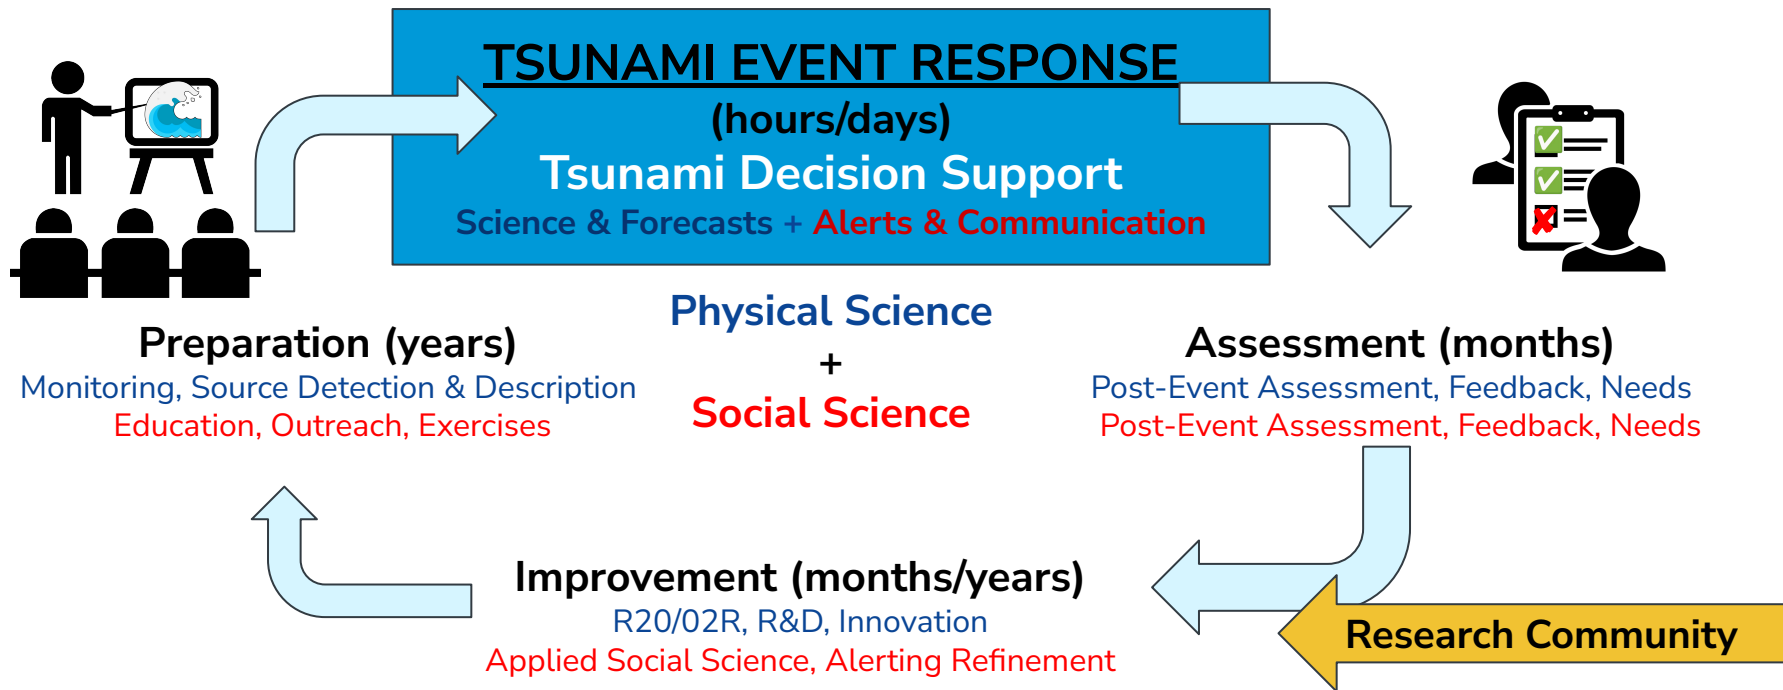 TSUNAMI EVENT RESPONSE
(hours/days)
Tsunami Decision Support
Science & Forecasts + Alerts & Communication
Physical Science
+
Social Science
Preparation (years)
Monitoring, Source Detection & Description
Education, Outreach, Exercises
Assessment (months)
Post-Event Assessment, Feedback, Needs
Post-Event Assessment, Feedback, Needs
Improvement (months/years)
R20/02R, R&D, Innovation
Applied Social Science, Alerting Refinement
Research Community